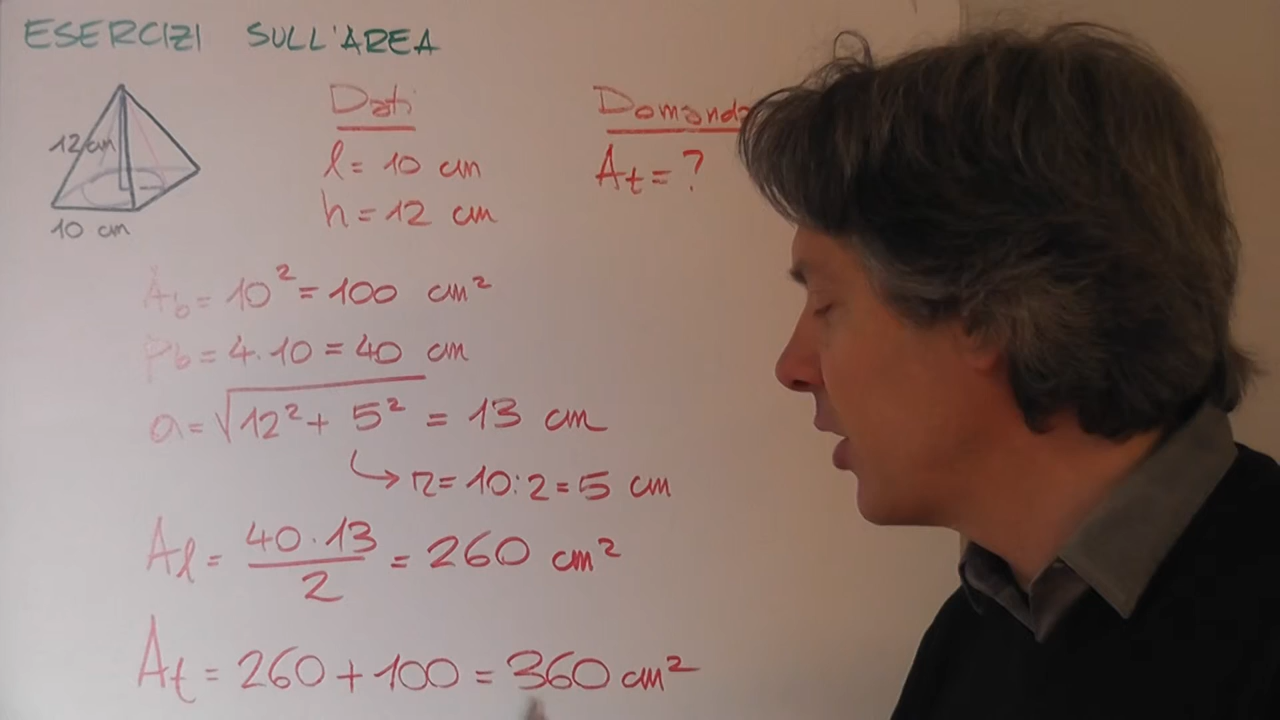 ESERCIZI SULL'AREA
12 cm
10 cm
Dati
l = 10 cm
h = 12 cm
Domanda
At = ?
Ab = 10² = 100 cm²
Pb = 4·10 = 40 cm
a = √12² + 5² = 13 cm
↳ r = 10:2 = 5 cm
Al = 40·13 / 2 = 260 cm²
At = 260 + 100 = 360 cm²